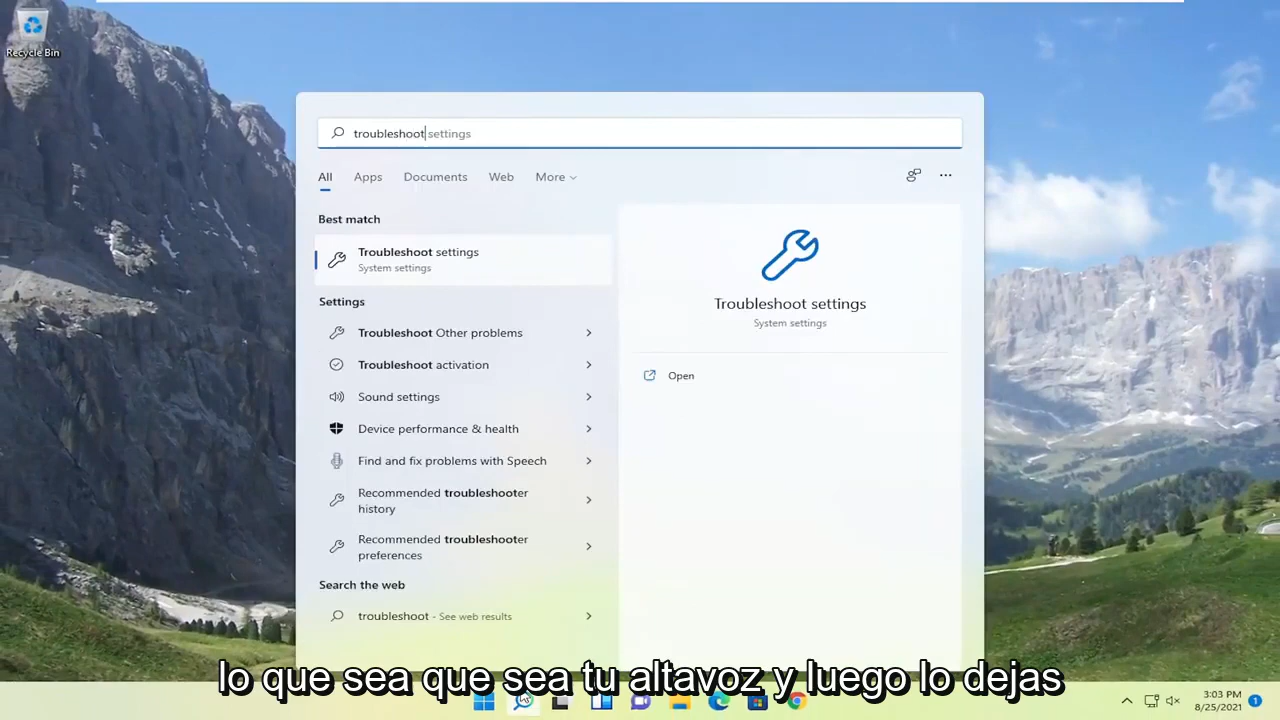 Recycle Bin
troubleshoot settings
All Apps Documents Web More
Best match
Troubleshoot settings
System settings
Settings
Troubleshoot Other problems
Troubleshoot activation
Sound settings
Device performance & health
Find and fix problems with Speech
Recommended troubleshooter
history
Recommended troubleshooter
preferences
Search the web
troubleshoot - See web results
Troubleshoot settings
System settings
Open
lo que sea que sea tu altavoz y luego lo dejas
3:03 PM
8/25/2021
1